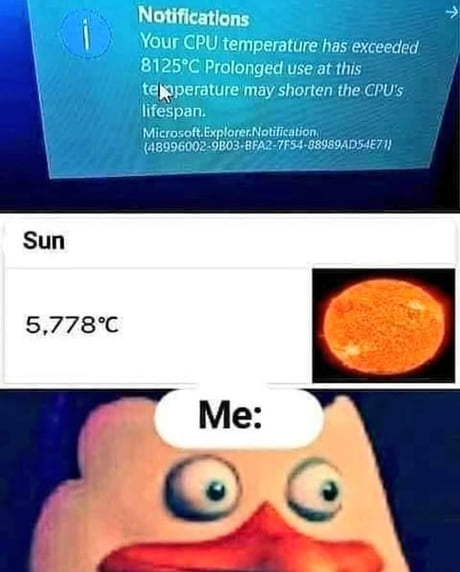 Notifications
Your CPU temperature has exceeded
8125°C Prolonged use at this
temperature may shorten the CPU's
lifespan.
Microsoft.Explorer.Notification.
{48996002-9B03-BFA2-7F54-88989AD54E71}
Sun
5,778°C
Me: